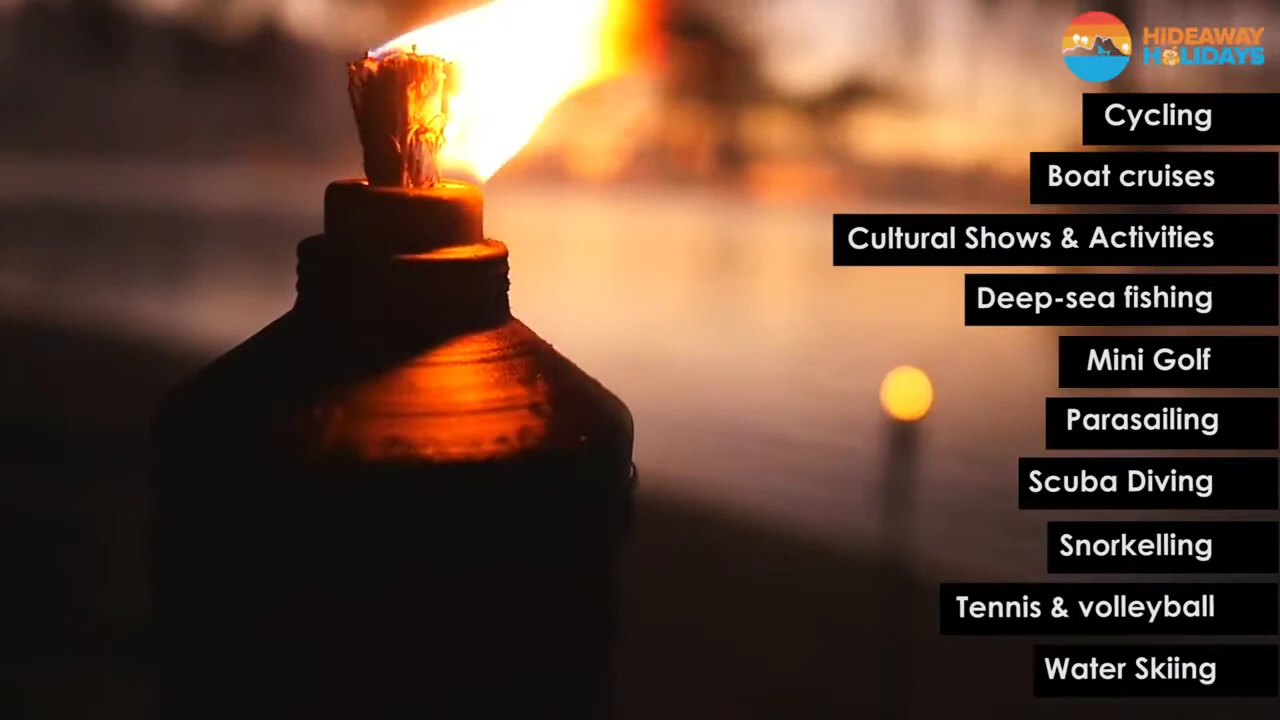 HIDEAWAY
HOLIDAYS
Cycling
Boat cruises
Cultural Shows & Activities
Deep-sea fishing
Mini Golf
Parasailing
Scuba Diving
Snorkelling
Tennis & volleyball
Water Skiing